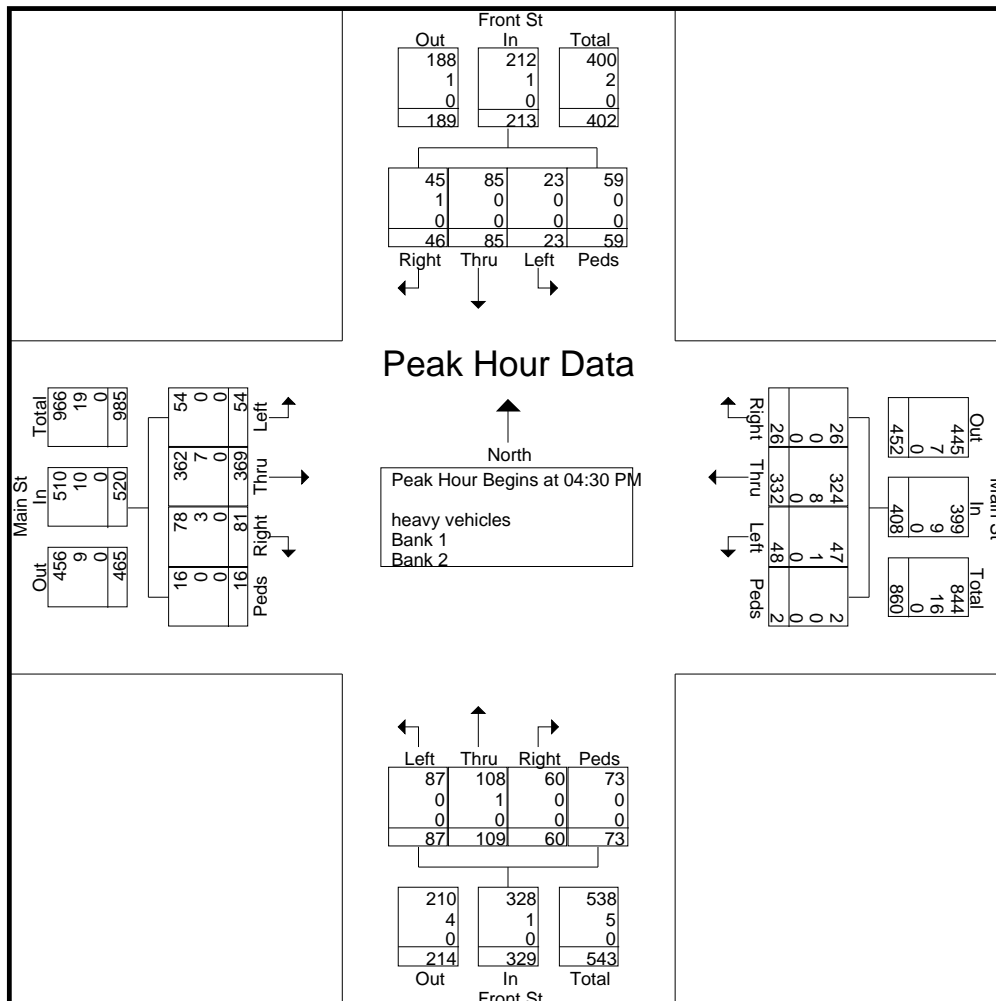 Front St
Out In Total
188 212 400
1 1 2
0 0 0
189 213 402
45 85 23 59
1 0 0 0
0 0 0 0
46 85 23 59
Right Thru Left Peds
Peak Hour Data
North
Peak Hour Begins at 04:30 PM
heavy vehicles
Bank 1
Bank 2
Main St
Total In Out
966 510 456
19 10 9
0 0 0
985 520 465
54 362 78 16
0 7 3 0
0 0 0 0
54 369 81 16
Left Thru Right Peds
Main St
Out In Total
445 399 844
7 9 16
0 0 0
452 408 860
26 324 47 2
0 8 1 0
0 0 0 0
26 332 48 2
Right Thru Left Peds
Left Thru Right Peds
87 108 60 73
0 1 0 0
0 0 0 0
87 109 60 73
210 328 538
4 1 5
0 0 0
214 329 543
Out In Total
Front St